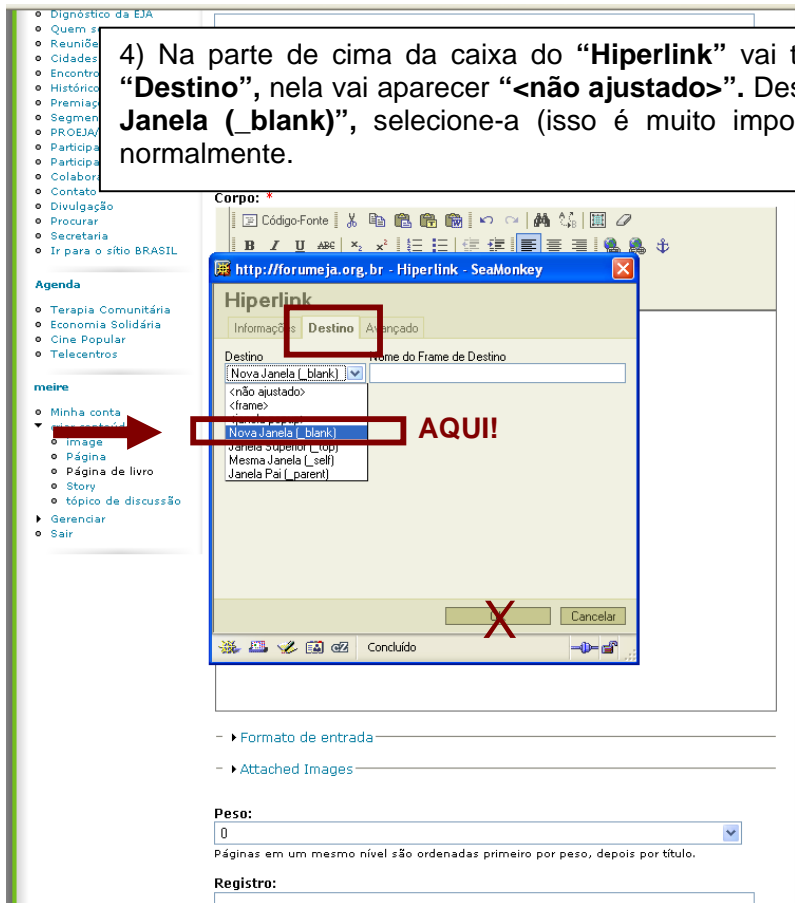 Dignóstico da EJA
Quem s
Reuniõe
Cidades
Encontro
Histórico
Premiaç
Segmen
PROEJA/
Participa
Participa
Colabora
Contato
Divulgação
Procurar
Secretaria
Ir para o sítio BRASIL
4) Na parte de cima da caixa do “Hiperlink” vai t
“Destino”, nela vai aparecer “<não ajustado>”. Des
Janela (_blank)”, selecione-a (isso é muito impo
normalmente.
Agenda
Terapia Comunitária
Economia Solidária
Cine Popular
Telecentros
meire
Minha conta
image
Página
Página de livro
Story
tópico de discussão
Gerenciar
Sair
Corpo: *
Código-Fonte
B I U ABC x₂ x²
http://forumeja.org.br - Hiperlink - SeaMonkey
Hiperlink
Informações Destino Avançado
Destino Nome do Frame de Destino
Nova Janela (_blank)
<não ajustado>
<frame>
<janela popup>
Nova Janela (_blank)
AQUI!
Janela Superior (_top)
Mesma Janela (_self)
Janela Pai (_parent)
X
Cancelar
Concluído
Formato de entrada
Attached Images
Peso:
0
Páginas em um mesmo nível são ordenadas primeiro por peso, depois por título.
Registro: